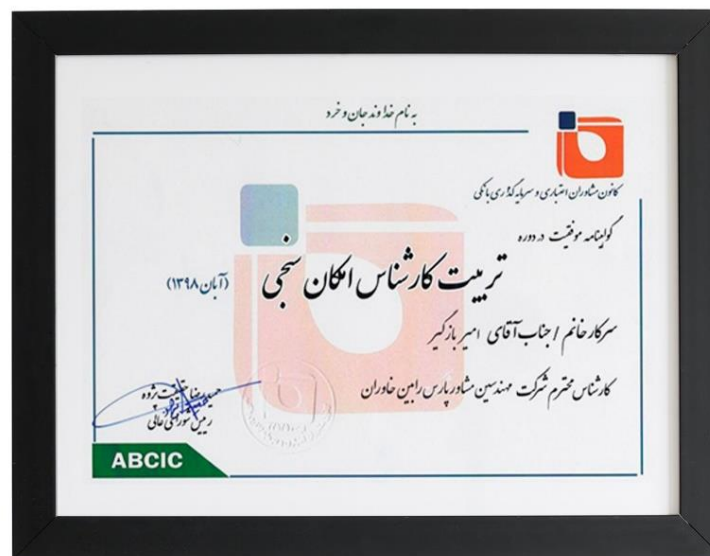 به نام خداوند جان و خرد
کانون مشاوران اعتباری و سرمایه گذاری بانکی
گواهینامه موفقیت در دوره
تربیت کارشناس امکان سنجی (آبان ۱۳۹۸)
سرکار خانم / جناب آقای امیر بازگیر
کارشناس محترم شرکت مهندسین مشاور پارس رامین خاوران
رییس شورای عالی
ABCIC